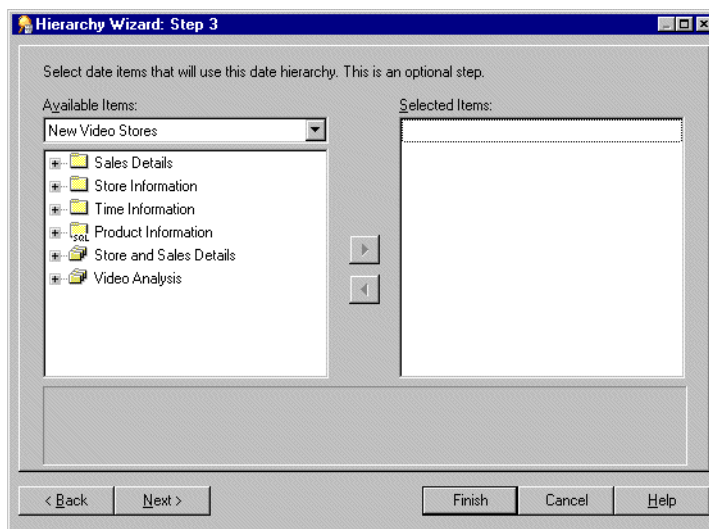 Hierarchy Wizard: Step 3
Select date items that will use this date hierarchy. This is an optional step.
Available Items:
Selected Items:
New Video Stores
Sales Details
Store Information
Time Information
SQL Product Information
Store and Sales Details
Video Analysis
< Back
Next >
Finish
Cancel
Help